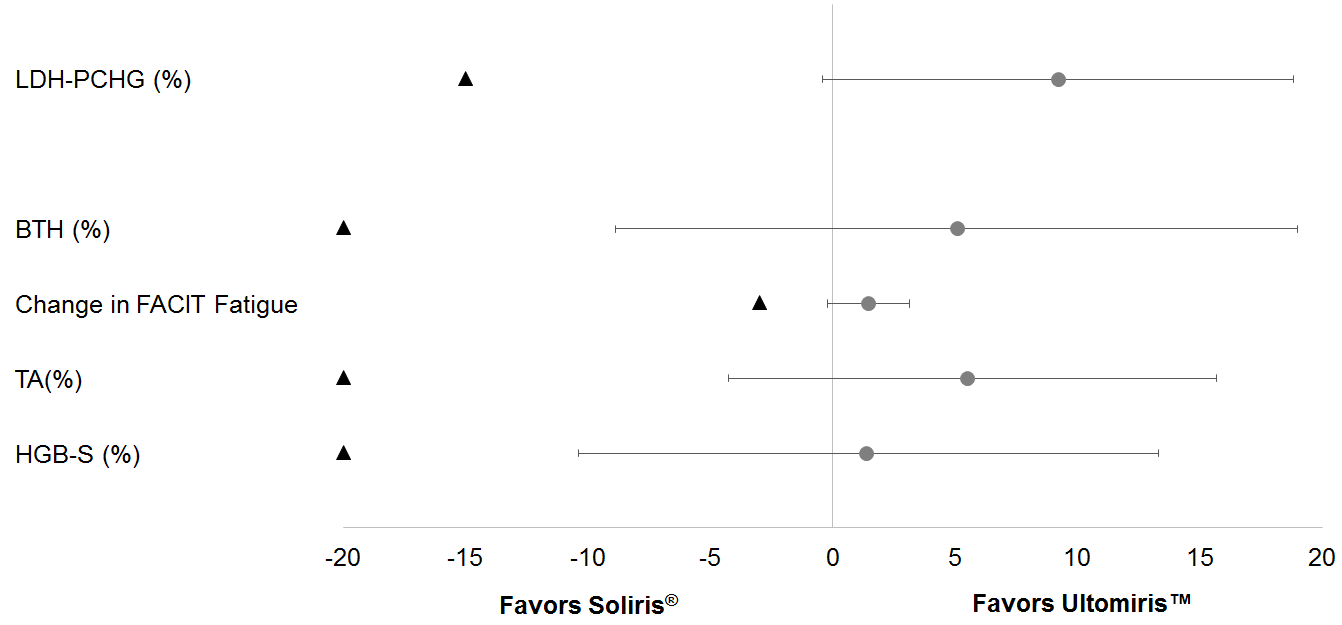 LDH-PCHG (%)
BTH (%)
Change in FACIT Fatigue
TA(%)
HGB-S (%)
-20 -15 -10 -5 0 5 10 15 20
Favors Soliris® Favors Ultomiris™